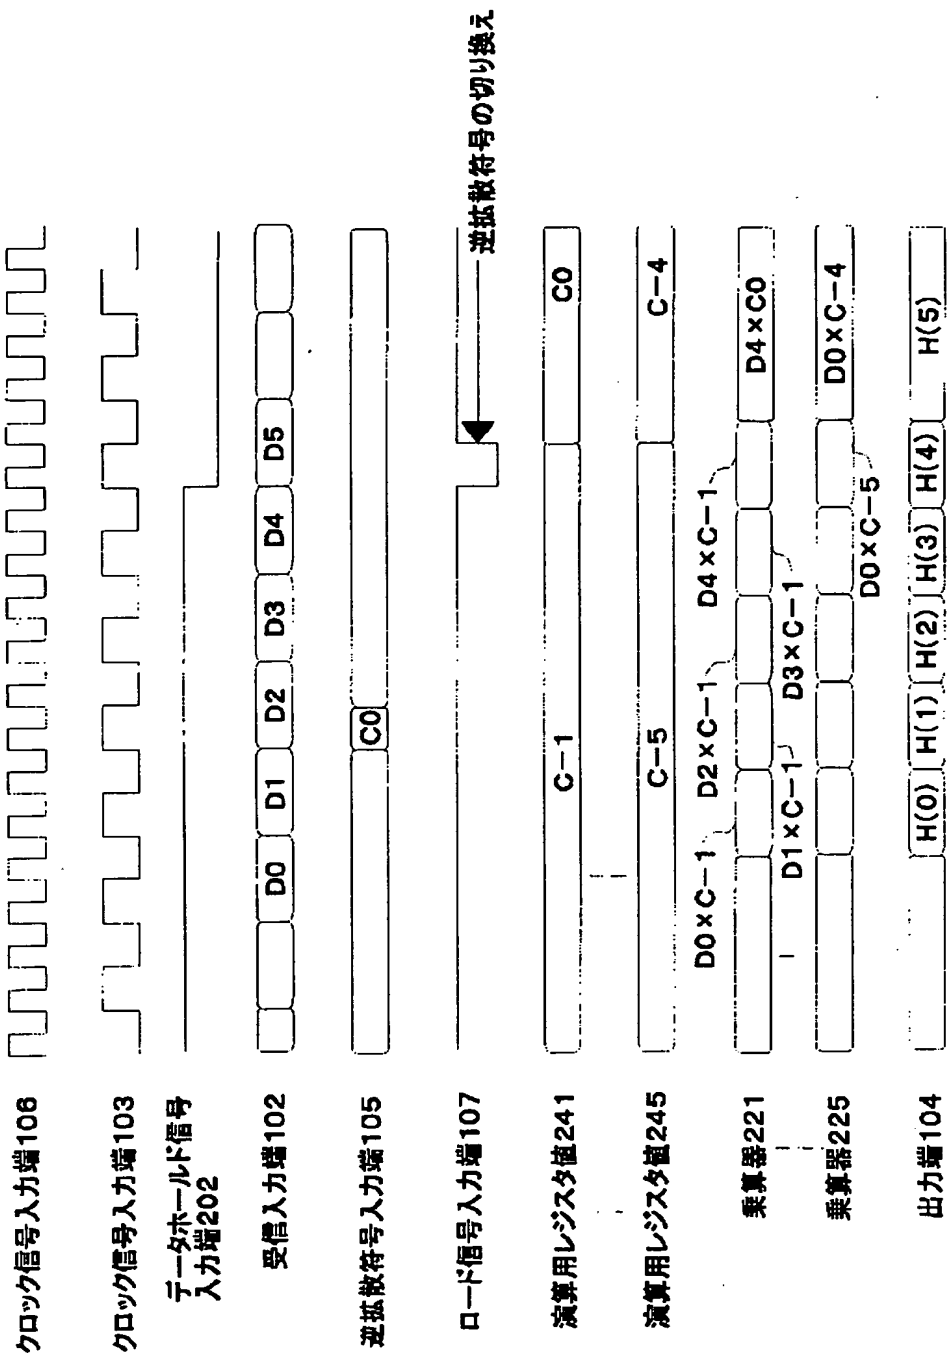 クロック信号入力端106
クロック信号入力端103
データホールド信号
入力端202
受信入力端102
D0 D1 D2 D3 D4 D5
逆拡散符号入力端105
C0
ロード信号入力端107
逆拡散符号の切り換え
演算用レジスタ値241
C−1 C0
演算用レジスタ値245
C−5 C−4
D0×C−1 D2×C−1 D4×C−1
乗算器221
D4×C0
D1×C−1 D3×C−1
乗算器225
D0×C−4
D0×C−5
出力端104
H(0) H(1) H(2) H(3) H(4) H(5)